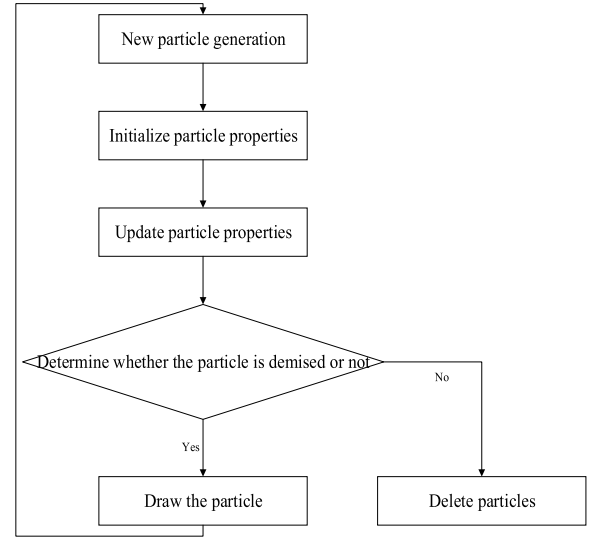 New particle generation
Initialize particle properties
Update particle properties
Determine whether the particle is demised or not
No
Yes
Draw the particle
Delete particles